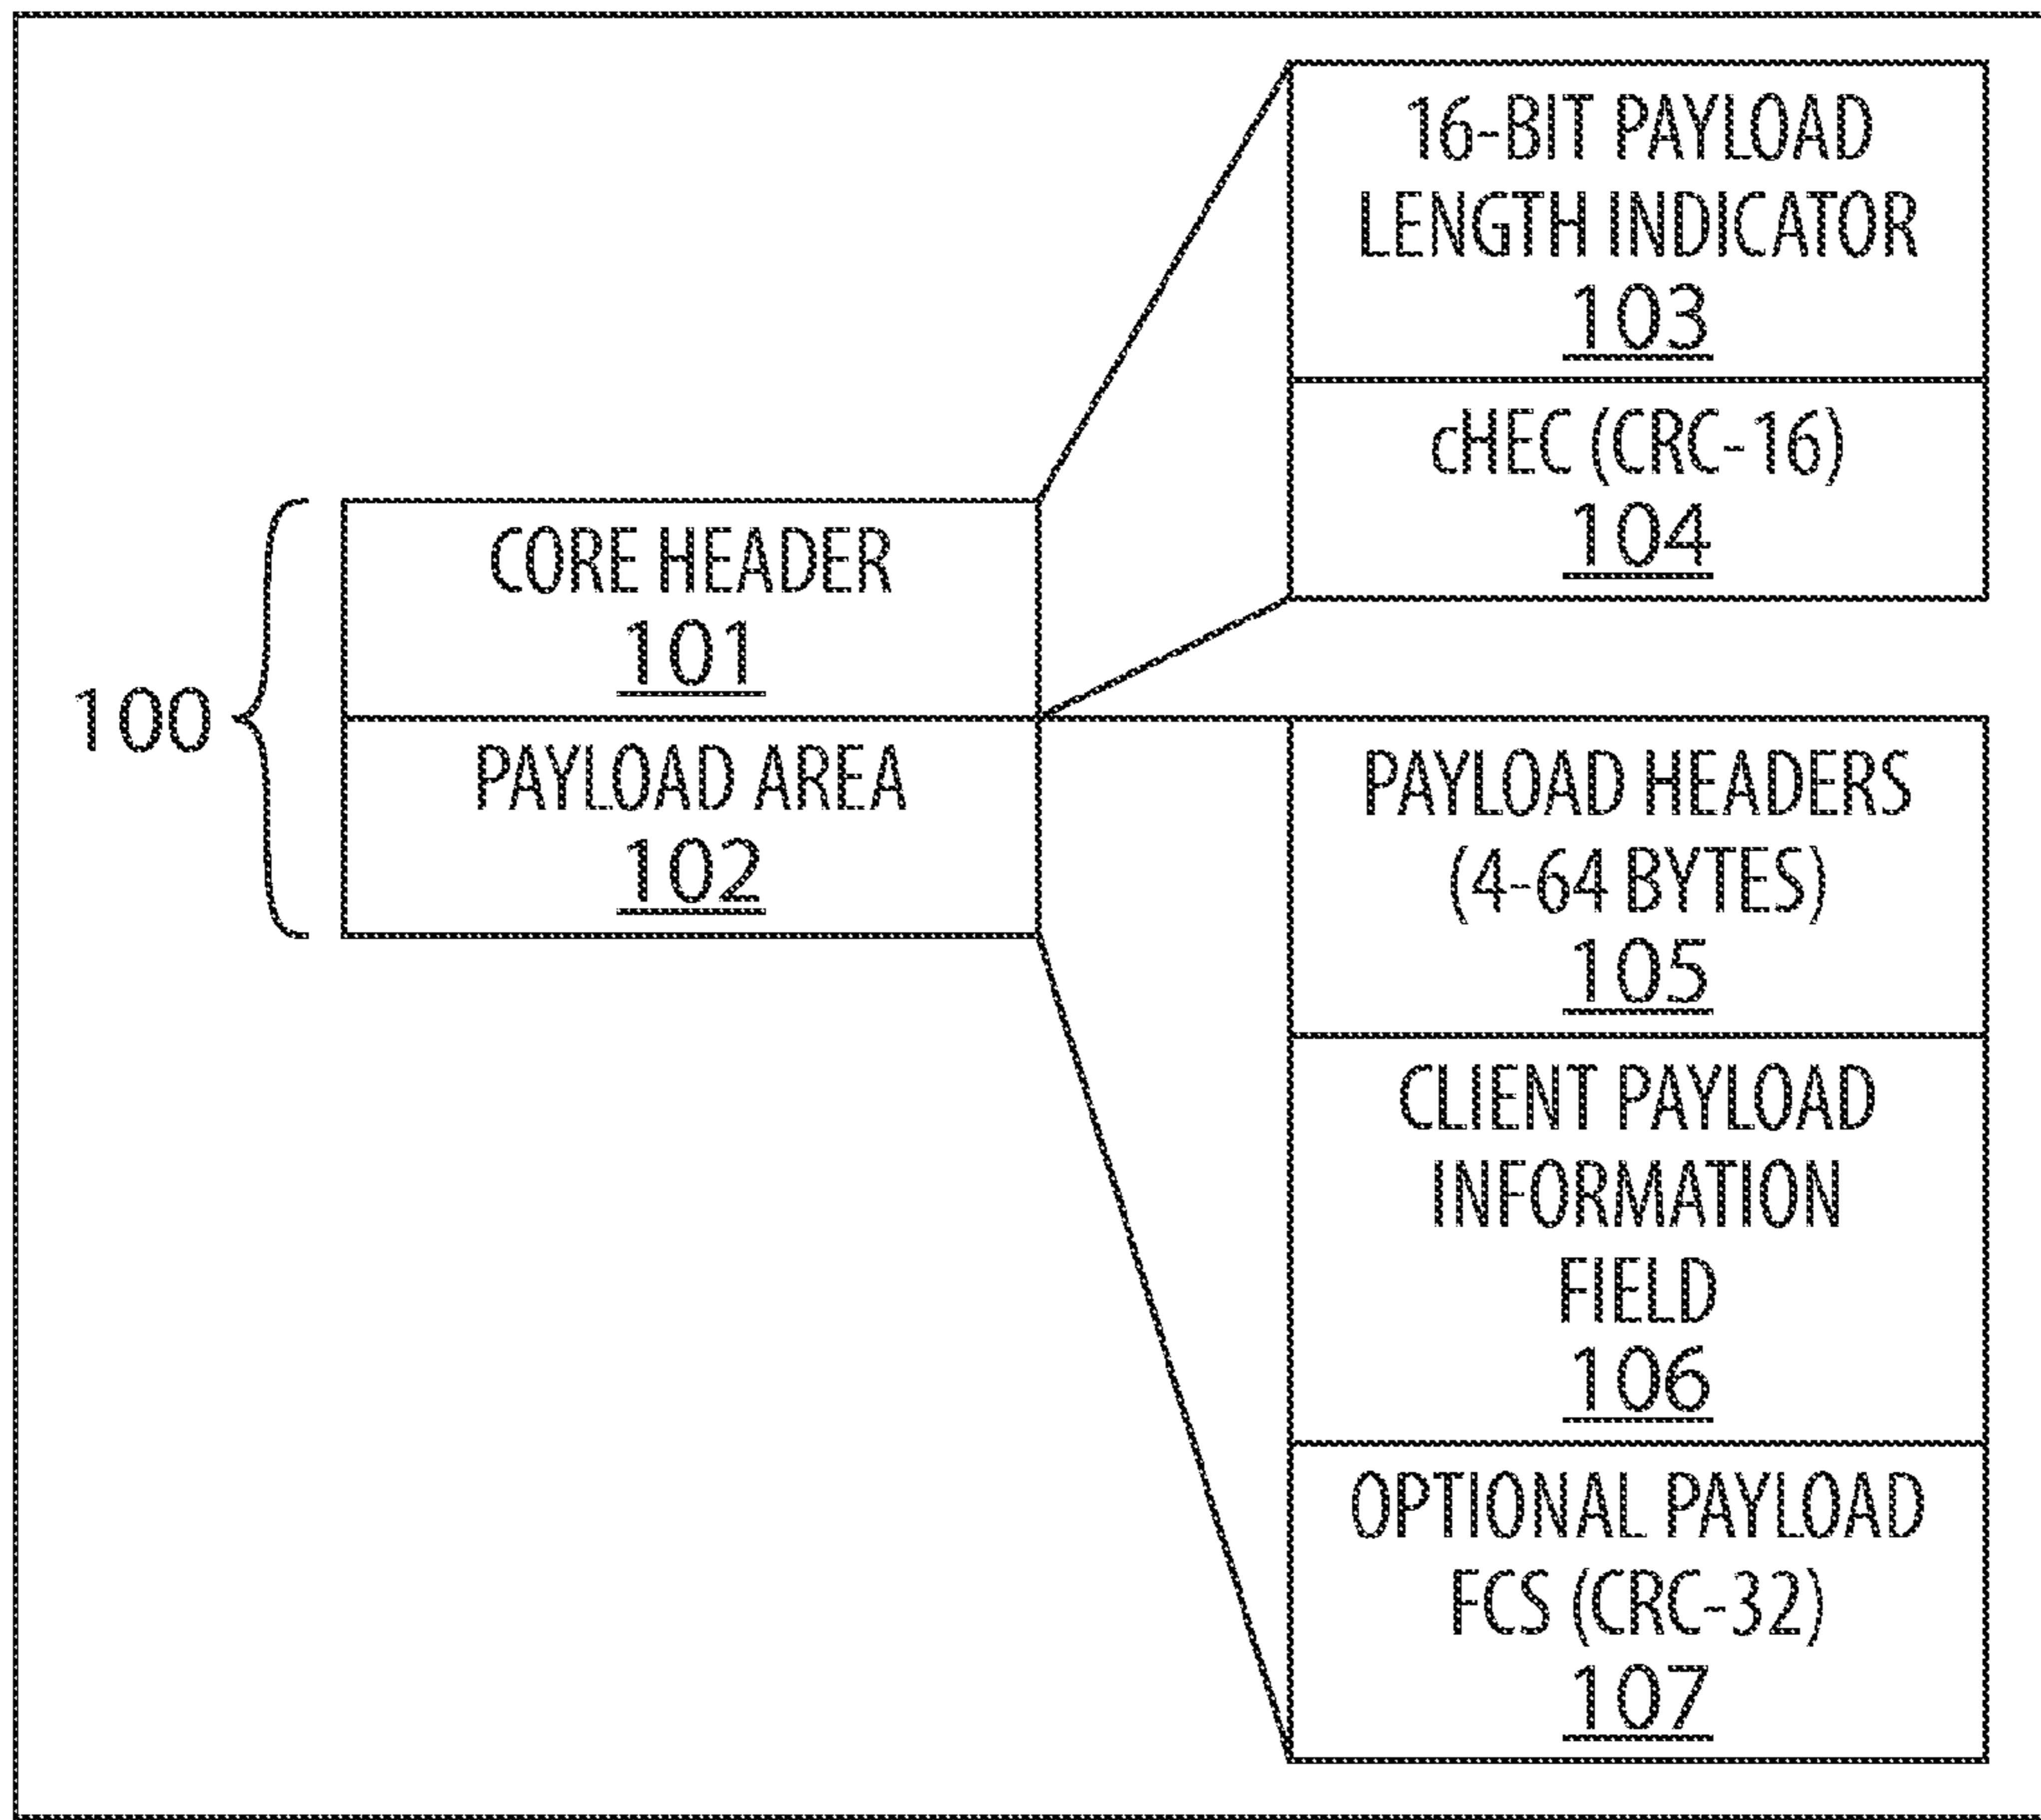 100
CORE HEADER
101
PAYLOAD AREA
102
16-BIT PAYLOAD
LENGTH INDICATOR
103
cHEC (CRC-16)
104
PAYLOAD HEADERS
(4-64 BYTES)
105
CLIENT PAYLOAD
INFORMATION
FIELD
106
OPTIONAL PAYLOAD
FCS (CRC-32)
107